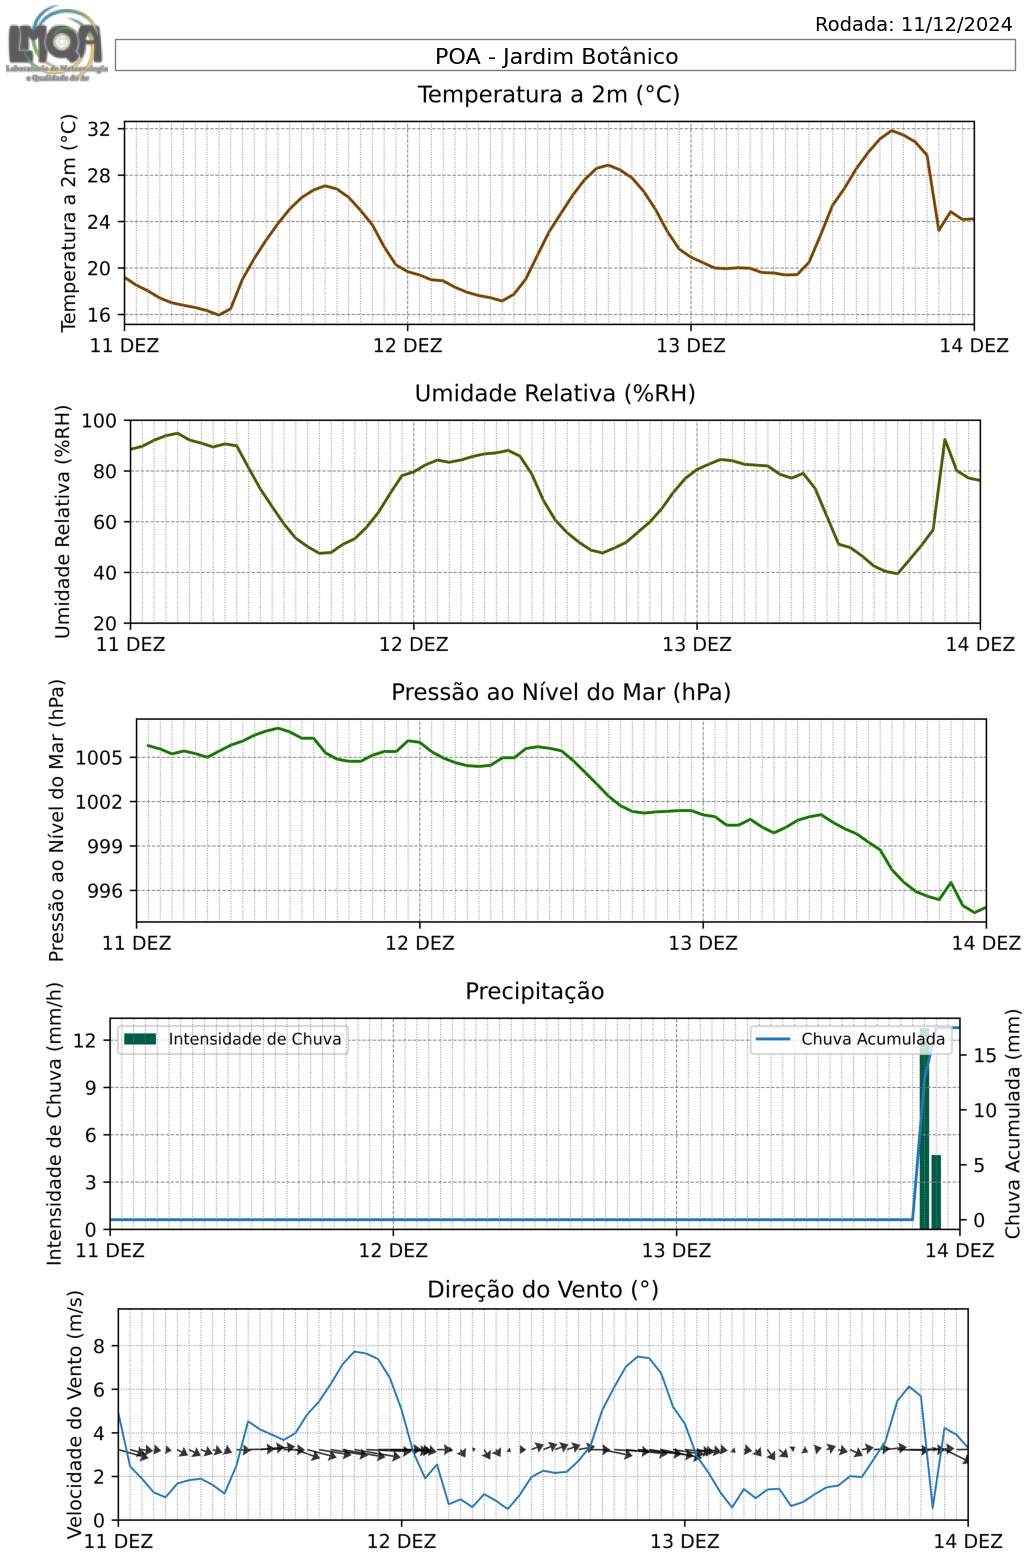 LMQA
Laboratório de Meteorologia
e Qualidade do Ar
Rodada: 11/12/2024
POA - Jardim Botânico
Temperatura a 2m (°C)
Temperatura a 2m (°C)
32
28
24
20
16
11 DEZ 12 DEZ 13 DEZ 14 DEZ
Umidade Relativa (%RH)
Umidade Relativa (%RH)
100
80
60
40
20
11 DEZ 12 DEZ 13 DEZ 14 DEZ
Pressão ao Nível do Mar (hPa)
Pressão ao Nível do Mar (hPa)
1005
1002
999
996
11 DEZ 12 DEZ 13 DEZ 14 DEZ
Precipitação
Intensidade de Chuva (mm/h)
12
9
6
3
0
Intensidade de Chuva
Chuva Acumulada
15
10
5
0
Chuva Acumulada (mm)
11 DEZ 12 DEZ 13 DEZ 14 DEZ
Direção do Vento (°)
Velocidade do Vento (m/s)
8
6
4
2
0
11 DEZ 12 DEZ 13 DEZ 14 DEZ